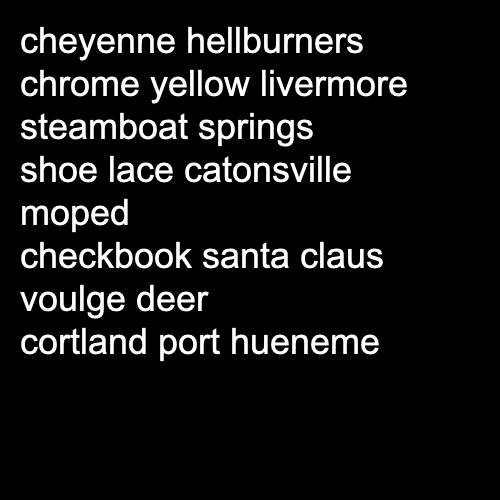 cheyenne hellburners
chrome yellow livermore
steamboat springs
shoe lace catonsville
moped
checkbook santa claus
voulge deer
cortland port hueneme